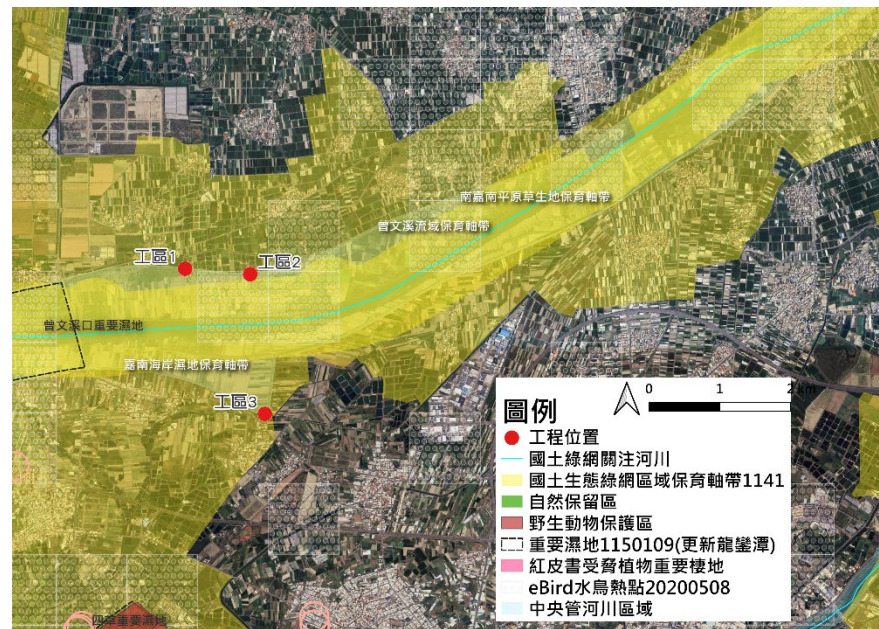 南嘉南平原草生地保育軸帶
曾文溪流域保育軸帶
工區1
工區2
曾文溪口重要濕地
嘉南海岸濕地保育軸帶
工區3
四草重要濕地
圖例
0 1 2 km
工程位置
國土綠網關注河川
國土生態綠網區域保育軸帶1141
自然保留區
野生動物保護區
重要濕地1150109(更新龍鑾潭)
紅皮書受脅植物重要棲地
eBird水鳥熱點20200508
中央管河川區域